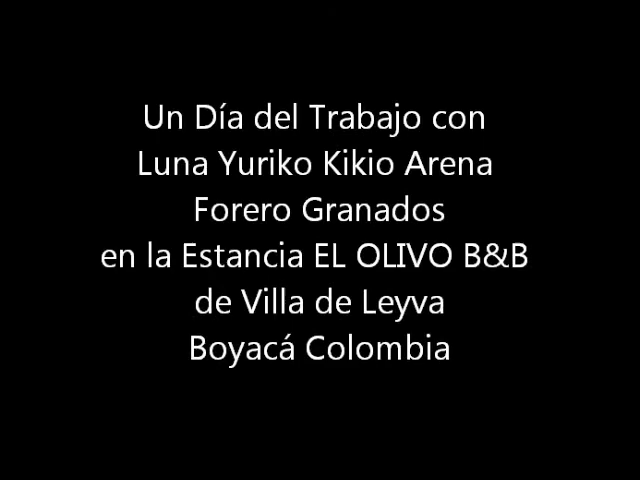 Un Día del Trabajo con
Luna Yuriko Kikio Arena
Forero Granados
en la Estancia EL OLIVO B&B
de Villa de Leyva
Boyacá Colombia